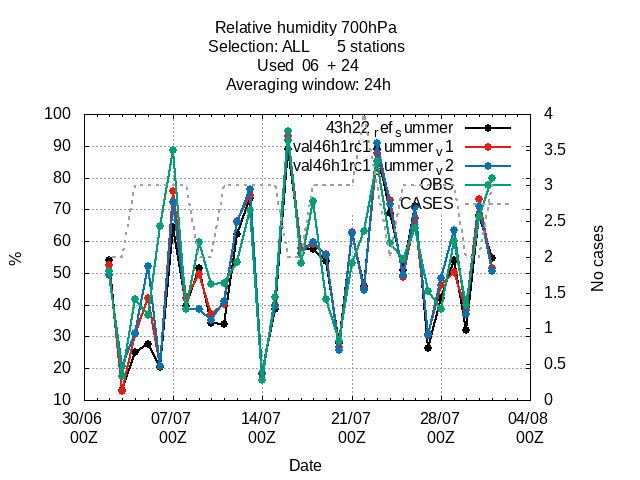 Relative humidity 700hPa
Selection: ALL 5 stations
Used 06 + 24
Averaging window: 24h
100
90
80
70
60
50
40
30
20
10
%
4
3.5
3
2.5
2
1.5
1
0.5
0
No cases
43h22refsummer
val46h1rc1summerv1
val46h1rc1summerv2
OBS
CASES
30/06 07/07 14/07 21/07 28/07 04/08
00Z 00Z 00Z 00Z 00Z 00Z
Date